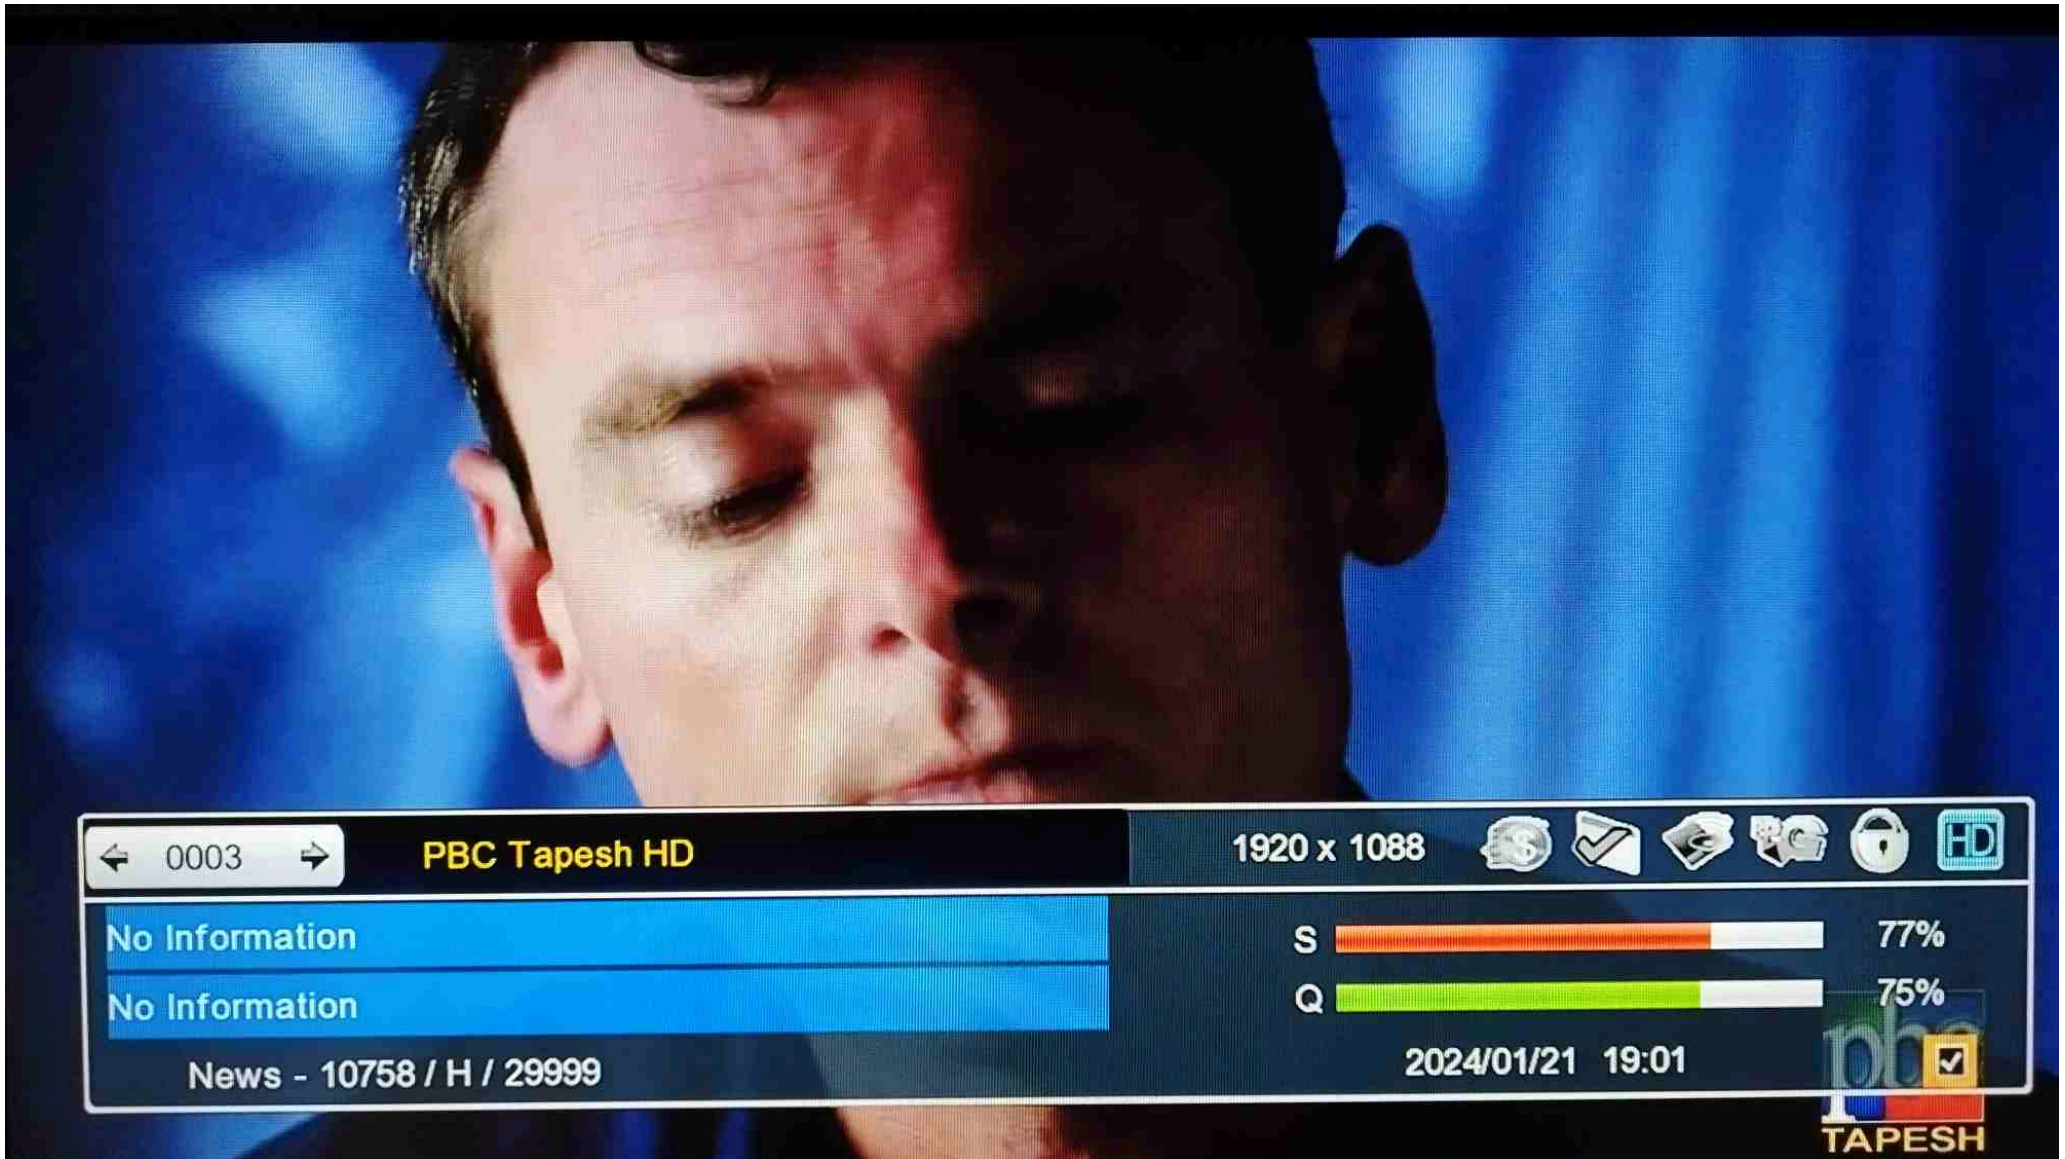 0003 PBC Tapesh HD 1920 x 1088 HD
No Information S 77%
No Information Q 75%
News - 10758 / H / 29999 2024/01/21 19:01
pbc
TAPESH